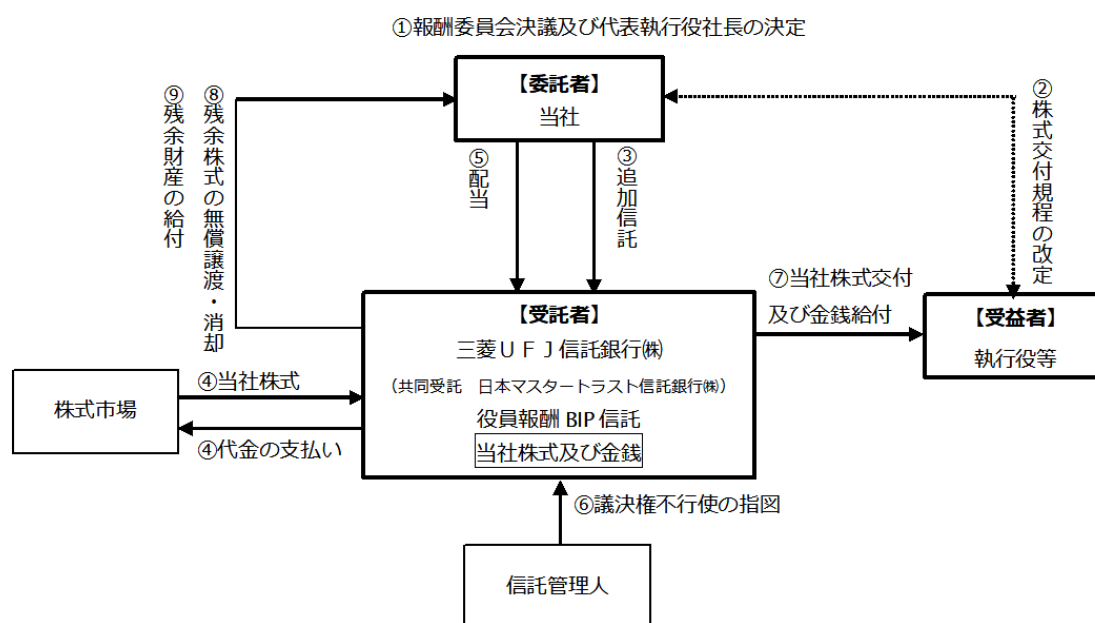 ①報酬委員会決議及び代表執行役社長の決定
【委託者】
当社
⑨残余財産の給付
⑧残余株式の無償譲渡・消却
⑤配当
③追加信託
②株式交付規程の改定
⑦当社株式交付
及び金銭給付
【受益者】
執行役等
【受託者】
三菱ＵＦＪ信託銀行㈱
（共同受託　日本マスタートラスト信託銀行㈱）
役員報酬 BIP 信託
当社株式及び金銭
株式市場
④当社株式
④代金の支払い
⑥議決権不行使の指図
信託管理人